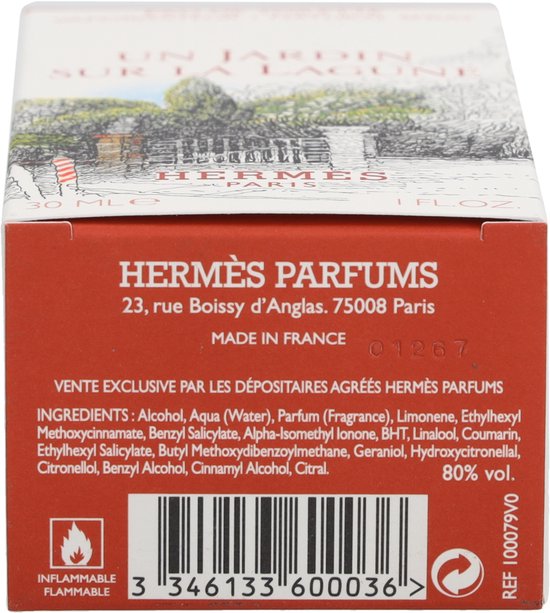 UN JARDIN
SUR LA LAGUNE
HERMÈS
PARIS
30 ML℮ 1 FL.OZ.
HERMÈS PARFUMS
23, rue Boissy d'Anglas. 75008 Paris
MADE IN FRANCE
01267
VENTE EXCLUSIVE PAR LES DÉPOSITAIRES AGRÉÉS HERMÈS PARFUMS
INGREDIENTS : Alcohol, Aqua (Water), Parfum (Fragrance), Limonene, Ethylhexyl
Methoxycinnamate, Benzyl Salicylate, Alpha-Isomethyl Ionone, BHT, Linalool, Coumarin,
Ethylhexyl Salicylate, Butyl Methoxydibenzoylmethane, Geraniol, Hydroxycitronellal,
Citronellol, Benzyl Alcohol, Cinnamyl Alcohol, Citral.
80% vol.
REF 100079V0
INFLAMMABLE
FLAMMABLE
3 346133 600036>